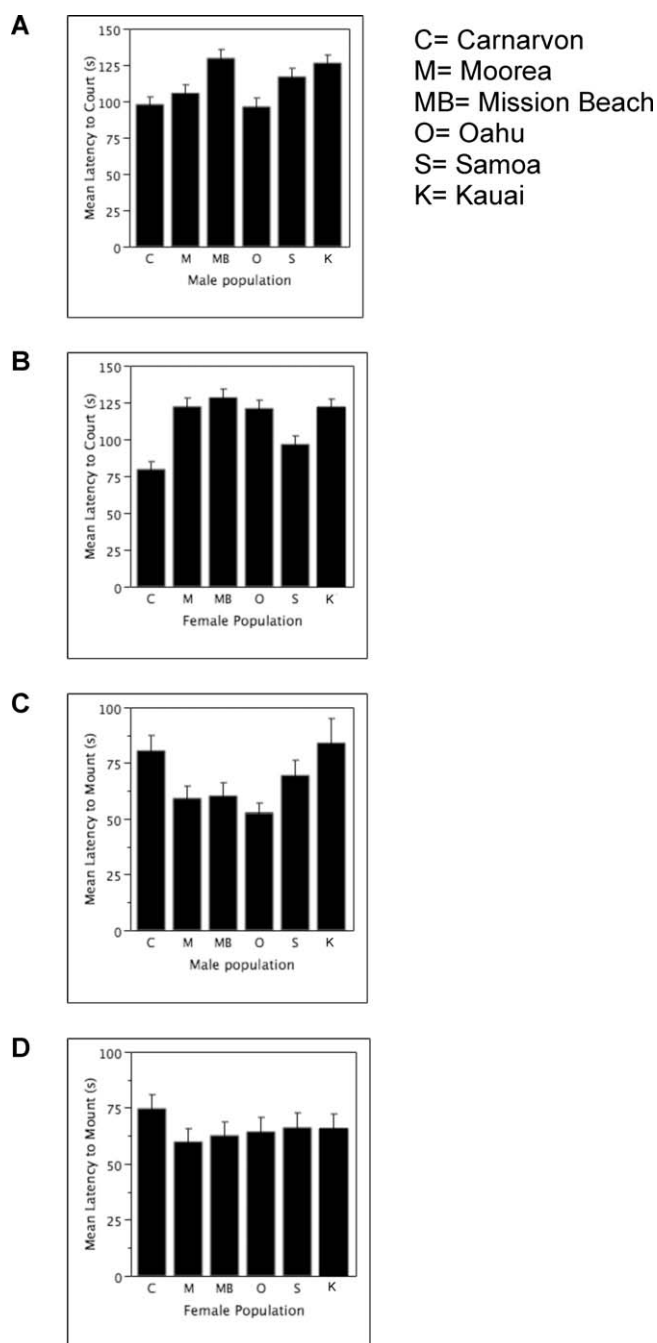 A
Mean Latency to Court (s)
150
125
100
75
50
25
0
C M MB O S K
Male population
C= Carnarvon
M= Moorea
MB= Mission Beach
O= Oahu
S= Samoa
K= Kauai
B
Mean Latency to Court (s)
150
125
100
75
50
25
0
C M MB O S K
Female Population
C
Mean Latency to Mount (s)
100
75
50
25
0
C M MB O S K
Male population
D
Mean Latency to Mount (s)
100
75
50
25
0
C M MB O S K
Female Population